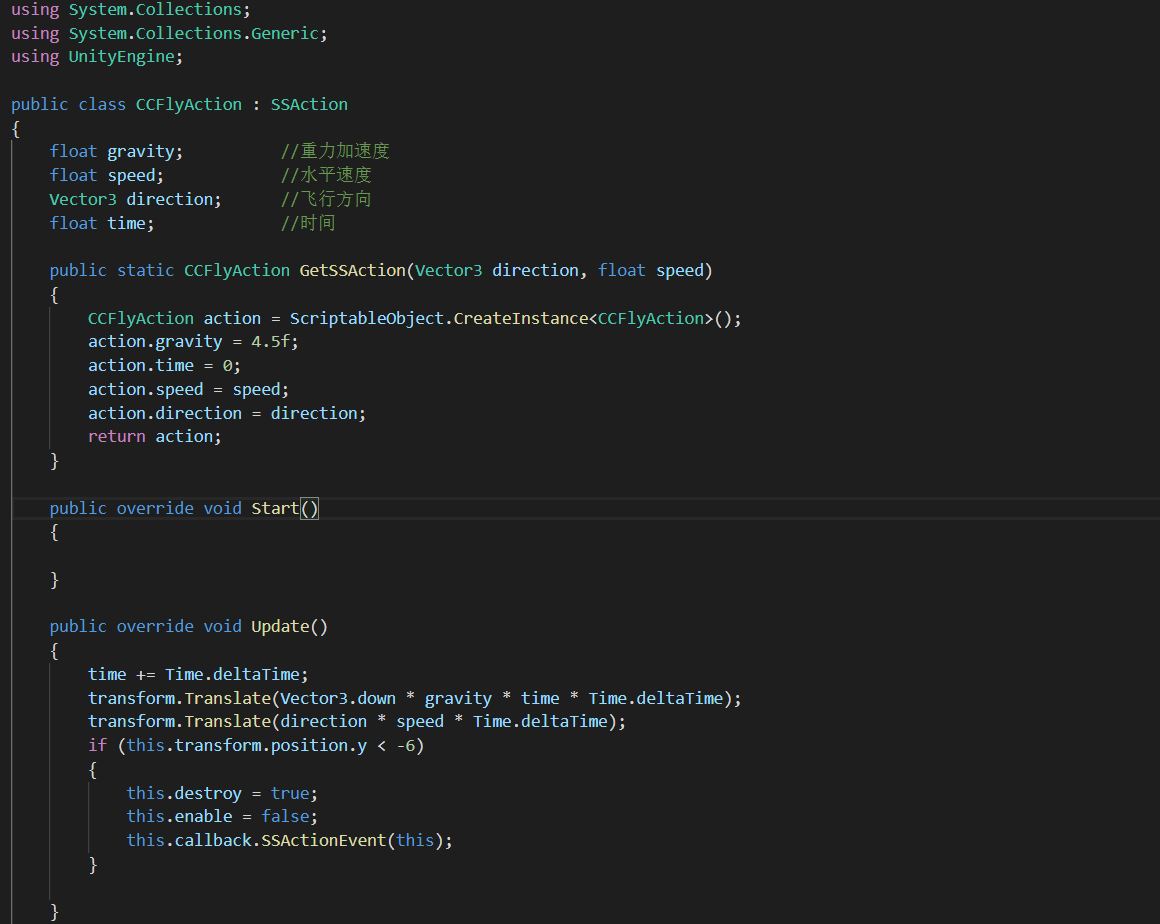 using System.Collections;
using System.Collections.Generic;
using UnityEngine;
public class CCFlyAction : SSAction
{
float gravity; //重力加速度
float speed; //水平速度
Vector3 direction; //飞行方向
float time; //时间
public static CCFlyAction GetSSAction(Vector3 direction, float speed)
{
CCFlyAction action = ScriptableObject.CreateInstance<CCFlyAction>();
action.gravity = 4.5f;
action.time = 0;
action.speed = speed;
action.direction = direction;
return action;
}
public override void Start()
{
}
public override void Update()
{
time += Time.deltaTime;
transform.Translate(Vector3.down * gravity * time * Time.deltaTime);
transform.Translate(direction * speed * Time.deltaTime);
if (this.transform.position.y < -6)
{
this.destroy = true;
this.enable = false;
this.callback.SSActionEvent(this);
}
}